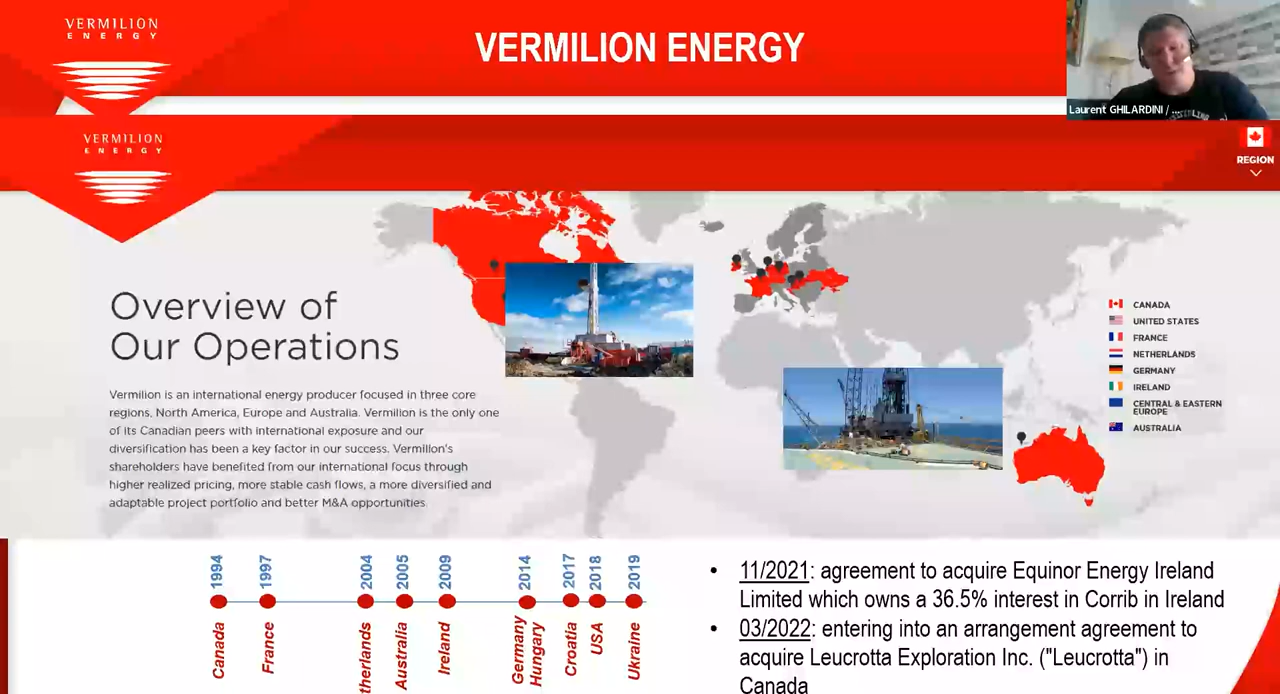 VERMILION
ENERGY
VERMILION ENERGY
Laurent GHILARDINI / ...
VERMILION
ENERGY
REGION
Overview of
Our Operations
Vermilion is an international energy producer focused in three core
regions, North America, Europe and Australia. Vermilion is the only one
of its Canadian peers with international exposure and our
diversification has been a key factor in our success. Vermilion's
shareholders have benefited from our international focus through
higher realized pricing, more stable cash flows, a more diversified and
adaptable project portfolio and better M&A opportunities.
CANADA
UNITED STATES
FRANCE
NETHERLANDS
GERMANY
IRELAND
CENTRAL & EASTERN
EUROPE
AUSTRALIA
1994
1997
2004
2005
2009
2014
2017
2018
2019
Canada
France
therlands
Australia
Ireland
Germany
Hungary
Croatia
USA
Ukraine
• 11/2021: agreement to acquire Equinor Energy Ireland
Limited which owns a 36.5% interest in Corrib in Ireland
• 03/2022: entering into an arrangement agreement to
acquire Leucrotta Exploration Inc. ("Leucrotta") in
Canada